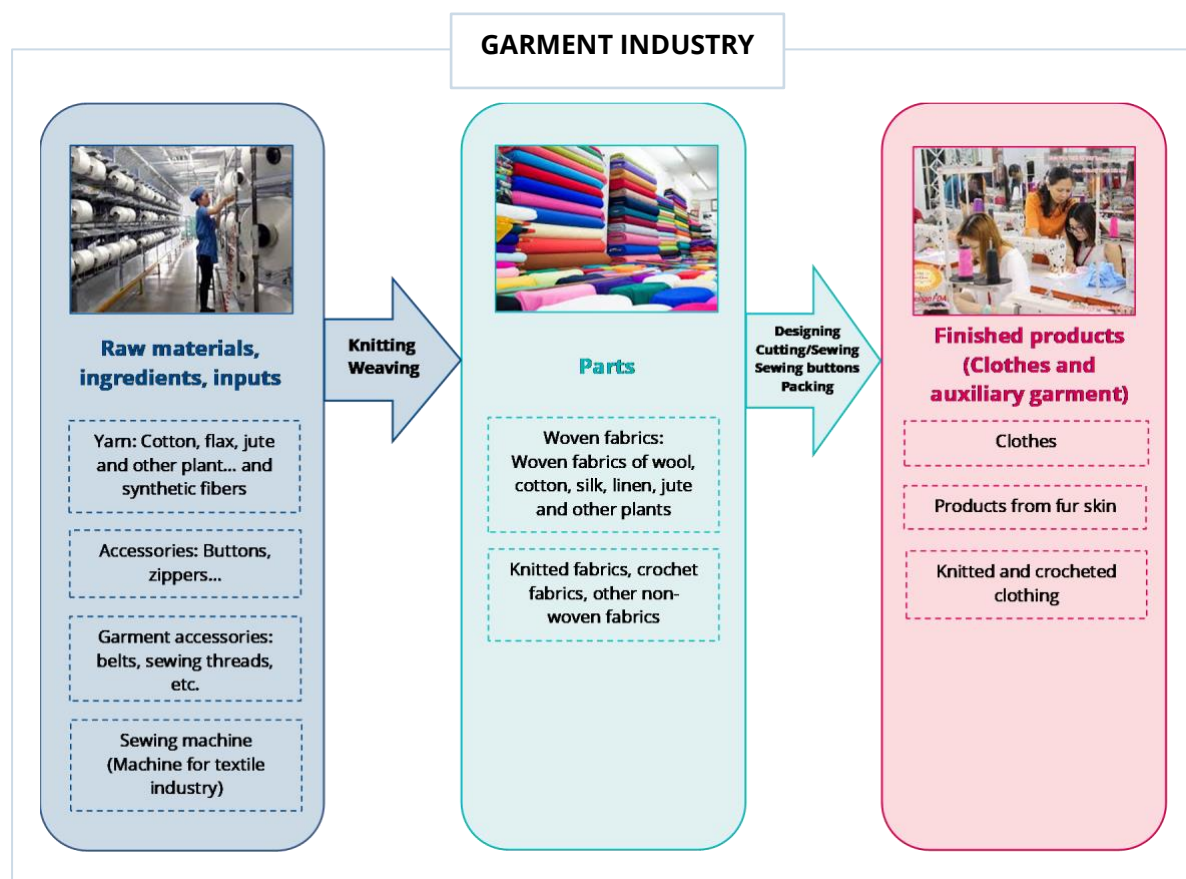 GARMENT INDUSTRY
Raw materials,
ingredients, inputs
Yarn: Cotton, flax, jute
and other plant... and
synthetic fibers
Accessories: Buttons,
zippers...
Garment accessories:
belts, sewing threads,
etc.
Sewing machine
(Machine for textile
industry)
Knitting
Weaving
Parts
Woven fabrics:
Woven fabrics of wool,
cotton, silk, linen, jute
and other plants
Knitted fabrics, crochet
fabrics, other non-
woven fabrics
Designing
Cutting/Sewing
Sewing buttons
Packing
Finished products
(Clothes and
auxiliary garment)
Clothes
Products from fur skin
Knitted and crocheted
clothing